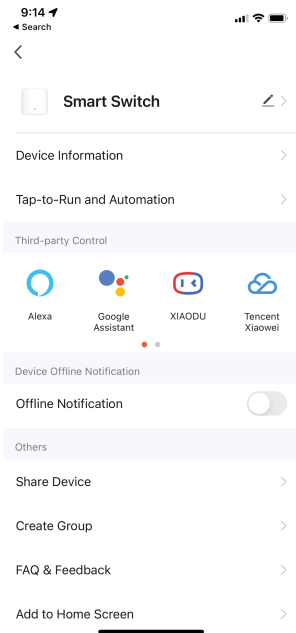 9:14
◀ Search
Smart Switch
Device Information
Tap-to-Run and Automation
Third-party Control
Alexa
Google
Assistant
XIAODU
Tencent
Xiaowei
Device Offline Notification
Offline Notification
Others
Share Device
Create Group
FAQ & Feedback
Add to Home Screen